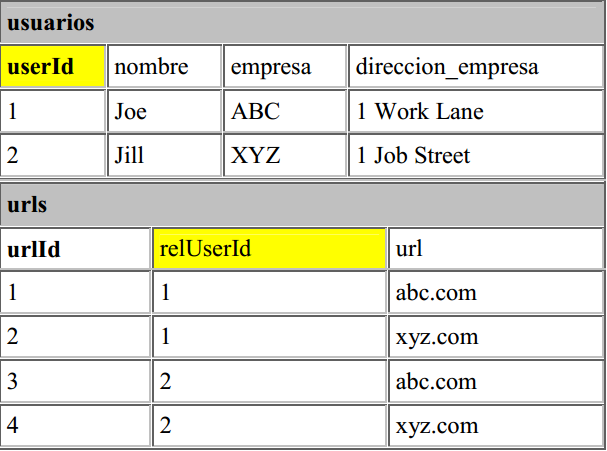 usuarios
userId nombre empresa direccion_empresa
1 Joe ABC 1 Work Lane
2 Jill XYZ 1 Job Street
urls
urlId relUserId url
1 1 abc.com
2 1 xyz.com
3 2 abc.com
4 2 xyz.com